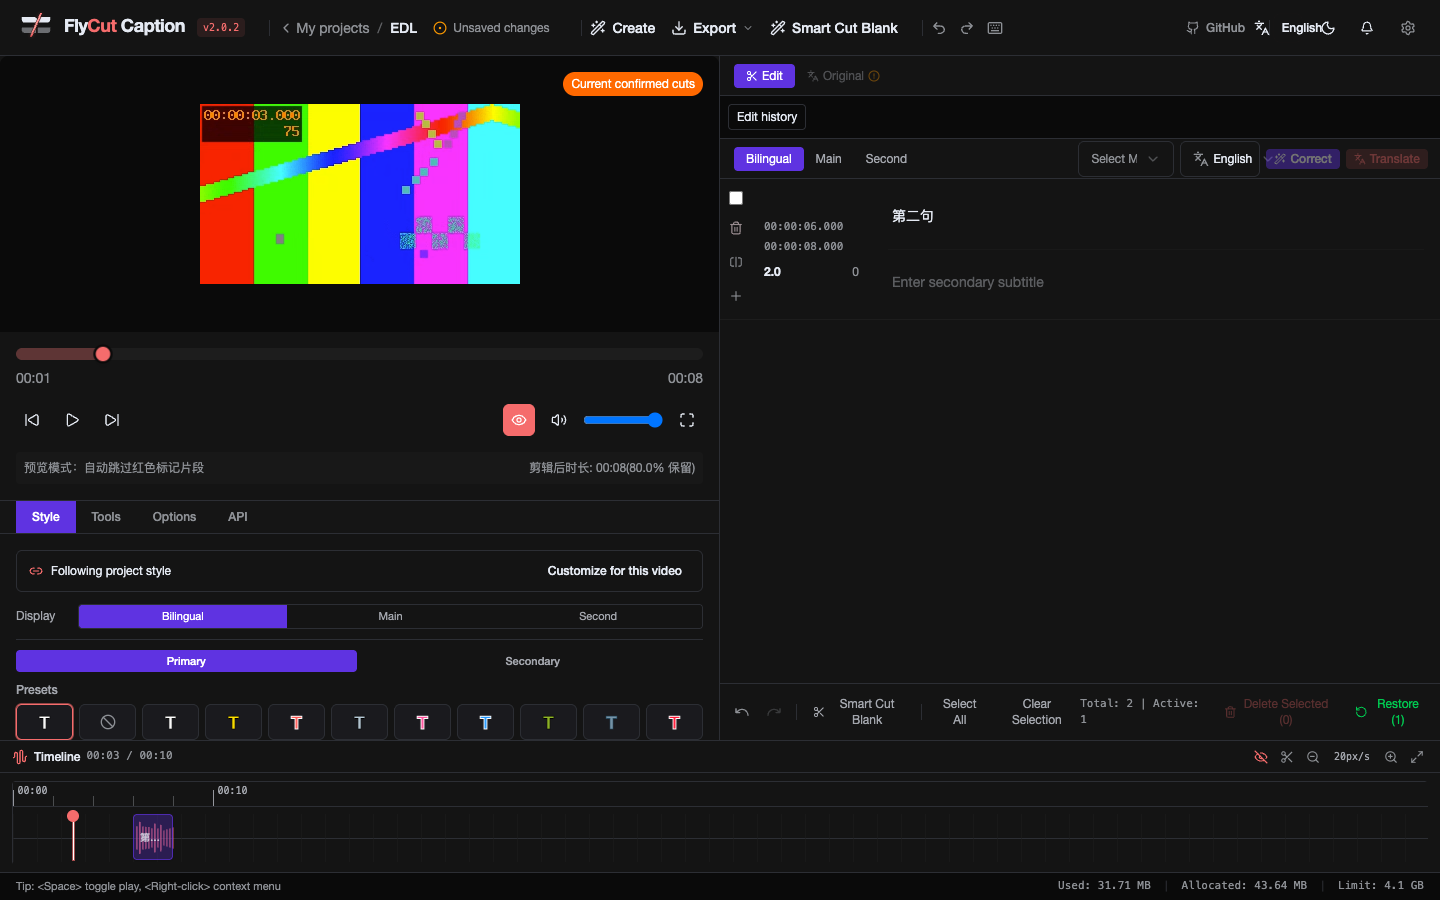 FlyCut Caption v2.0.2
My projects / EDL
Unsaved changes
Create
Export
Smart Cut Blank
GitHub
English
Current confirmed cuts
00:00:03.000
75
00:01
00:08
预览模式：自动跳过红色标记片段
剪辑后时长: 00:08(80.0% 保留)
Style
Tools
Options
API
Following project style
Customize for this video
Display
Bilingual
Main
Second
Primary
Secondary
Presets
T
T
T
T
T
T
T
T
T
T
Edit
Original
Edit history
Bilingual
Main
Second
Select M
English
Correct
Translate
00:00:06.000
00:00:08.000
2.0
0
第二句
Enter secondary subtitle
Smart Cut
Blank
Select
All
Clear
Selection
Total: 2 | Active:
1
Delete Selected
(0)
Restore
(1)
Timeline 00:03 / 00:10
20px/s
00:00
00:10
Tip: <Space> toggle play, <Right-click> context menu
Used: 31.71 MB
Allocated: 43.64 MB
Limit: 4.1 GB